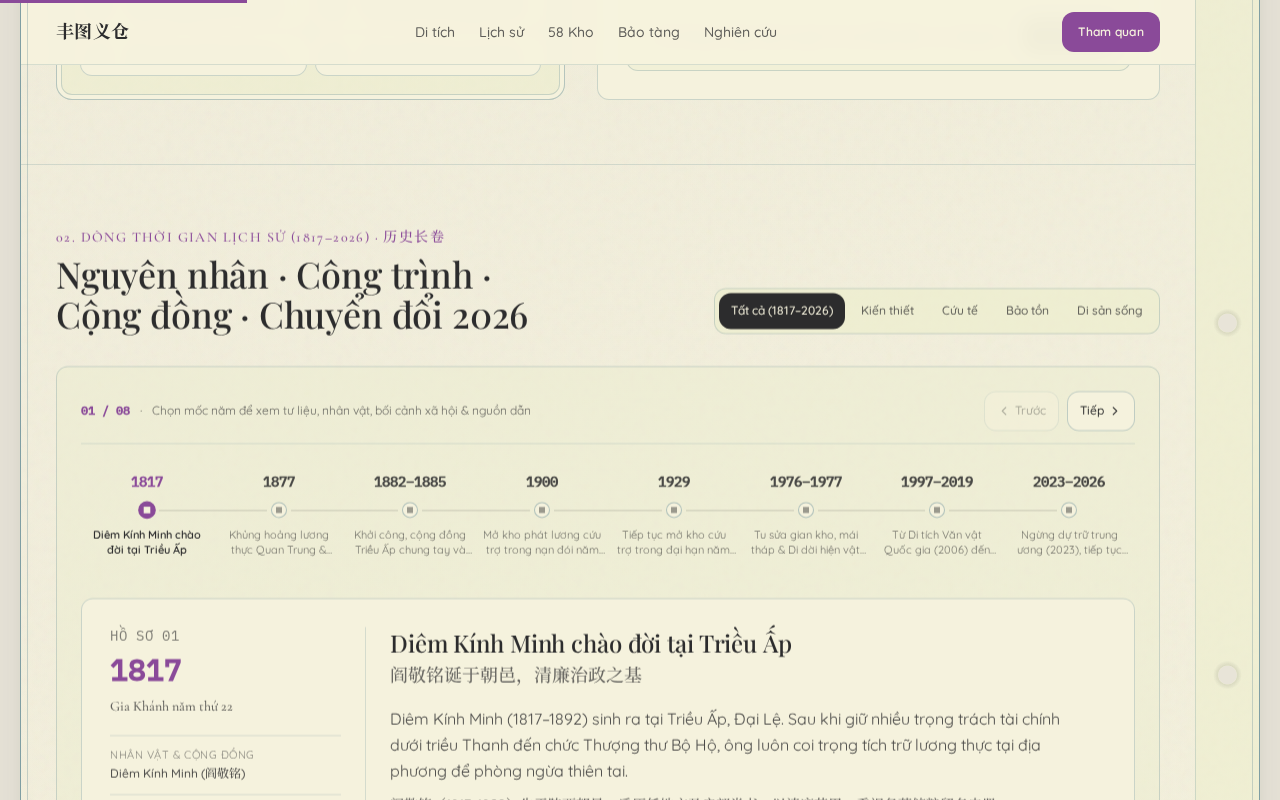 丰图义仓
Di tích
Lịch sử
58 Kho
Bảo tàng
Nghiên cứu
Tham quan
02. DÒNG THỜI GIAN LỊCH SỬ (1817–2026) · 历史长卷
Nguyên nhân · Công trình ·
Cộng đồng · Chuyển đổi 2026
Tất cả (1817–2026)
Kiến thiết
Cứu tế
Bảo tồn
Di sản sống
01 / 08 · Chọn mốc năm để xem tư liệu, nhân vật, bối cảnh xã hội & nguồn dẫn
Trước
Tiếp
1817
Diêm Kính Minh chào
đời tại Triều Ấp
1877
Khủng hoảng lương
thực Quan Trung &...
1882–1885
Khởi công, cộng đồng
Triều Ấp chung tay và...
1900
Mở kho phát lương cứu
trợ trong nạn đói năm...
1929
Tiếp tục mở kho cứu
trợ trong đại hạn năm...
1976–1977
Tu sửa gian kho, mái
tháp & Di dời hiện vật...
1997–2019
Từ Di tích Văn vật
Quốc gia (2006) đến...
2023–2026
Ngừng dự trữ trung
ương (2023), tiếp tục...
HỒ SƠ 01
1817
Gia Khánh năm thứ 22
NHÂN VẬT & CỘNG ĐỒNG
Diêm Kính Minh (阎敬铭)
Diêm Kính Minh chào đời tại Triều Ấp
阎敬铭诞于朝邑，清廉治政之基
Diêm Kính Minh (1817–1892) sinh ra tại Triều Ấp, Đại Lệ. Sau khi giữ nhiều trọng trách tài chính
dưới triều Thanh đến chức Thượng thư Bộ Hộ, ông luôn coi trọng tích trữ lương thực tại địa
phương để phòng ngừa thiên tai.